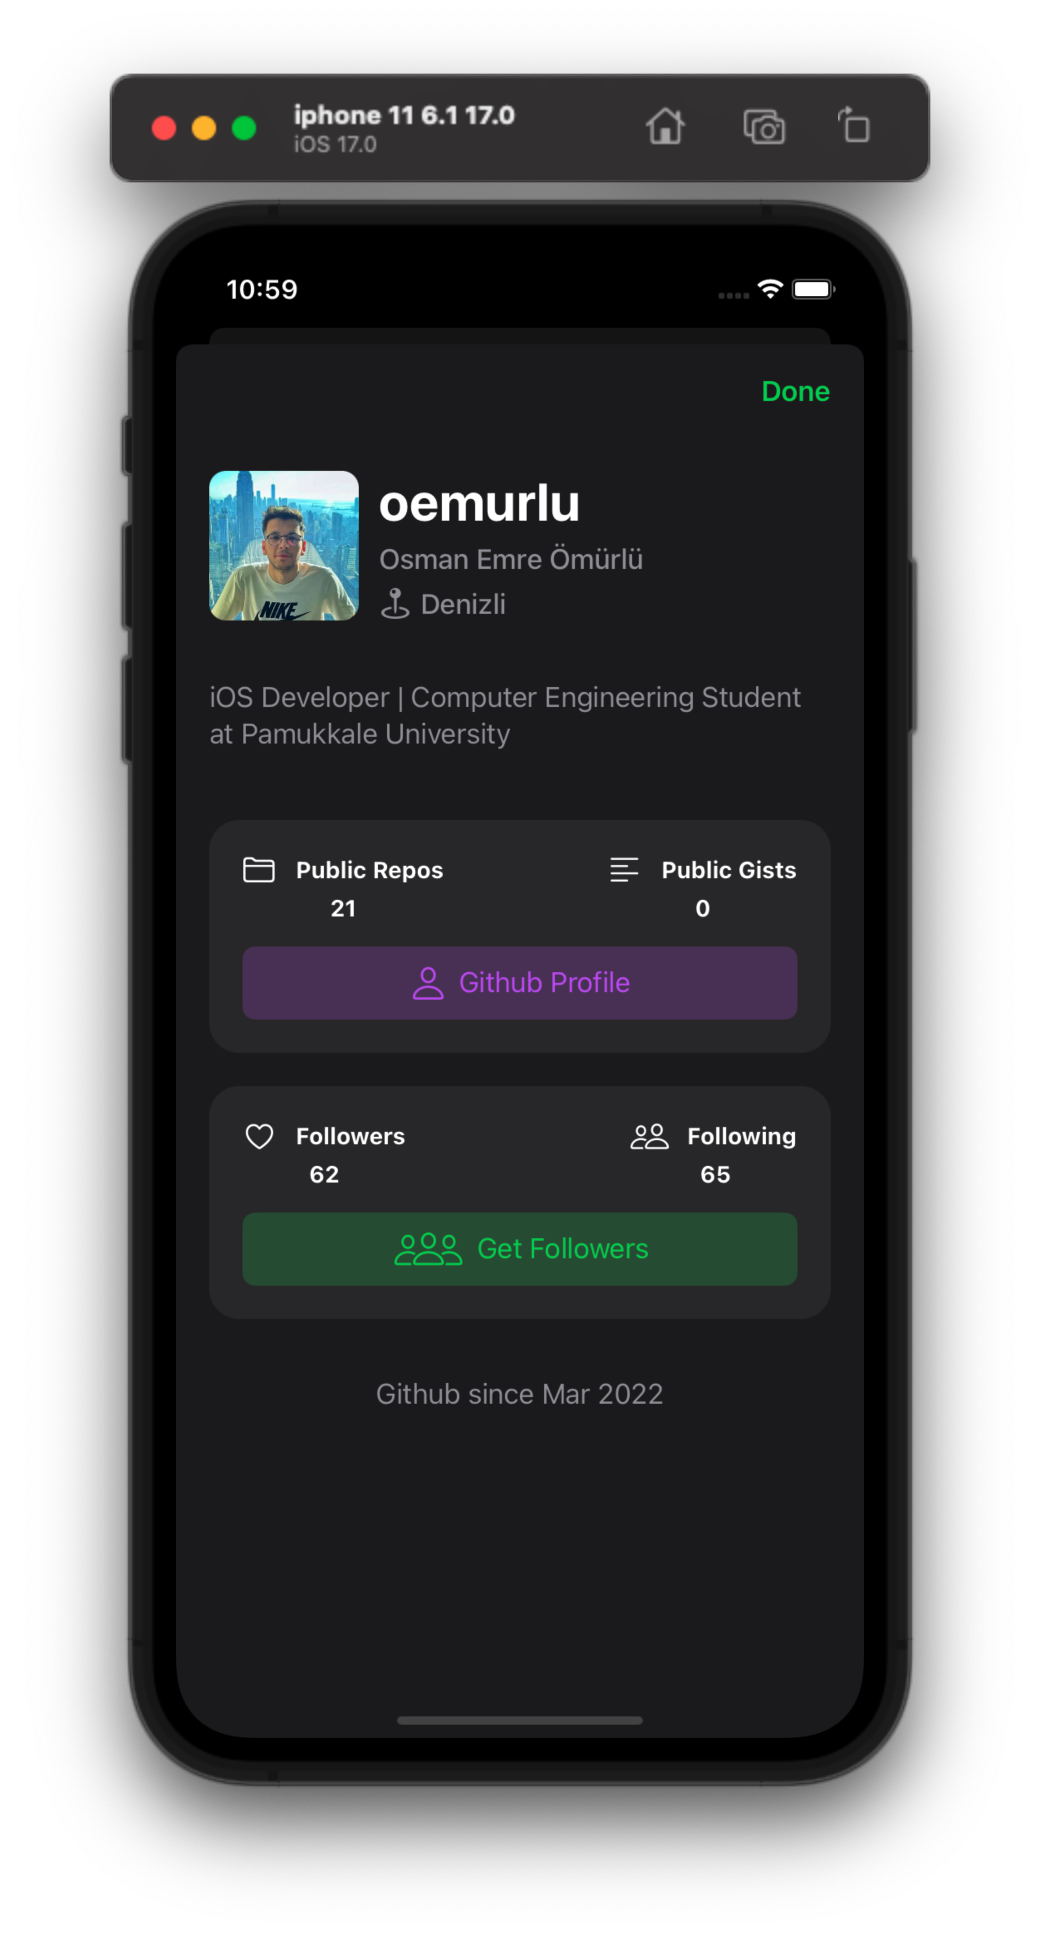 iphone 11 6.1 17.0
iOS 17.0
10:59
Done
oemurlu
Osman Emre Ömürlü
Denizli
NIKE
iOS Developer | Computer Engineering Student
at Pamukkale University
Public Repos
21
Public Gists
0
Github Profile
Followers
62
Following
65
Get Followers
Github since Mar 2022